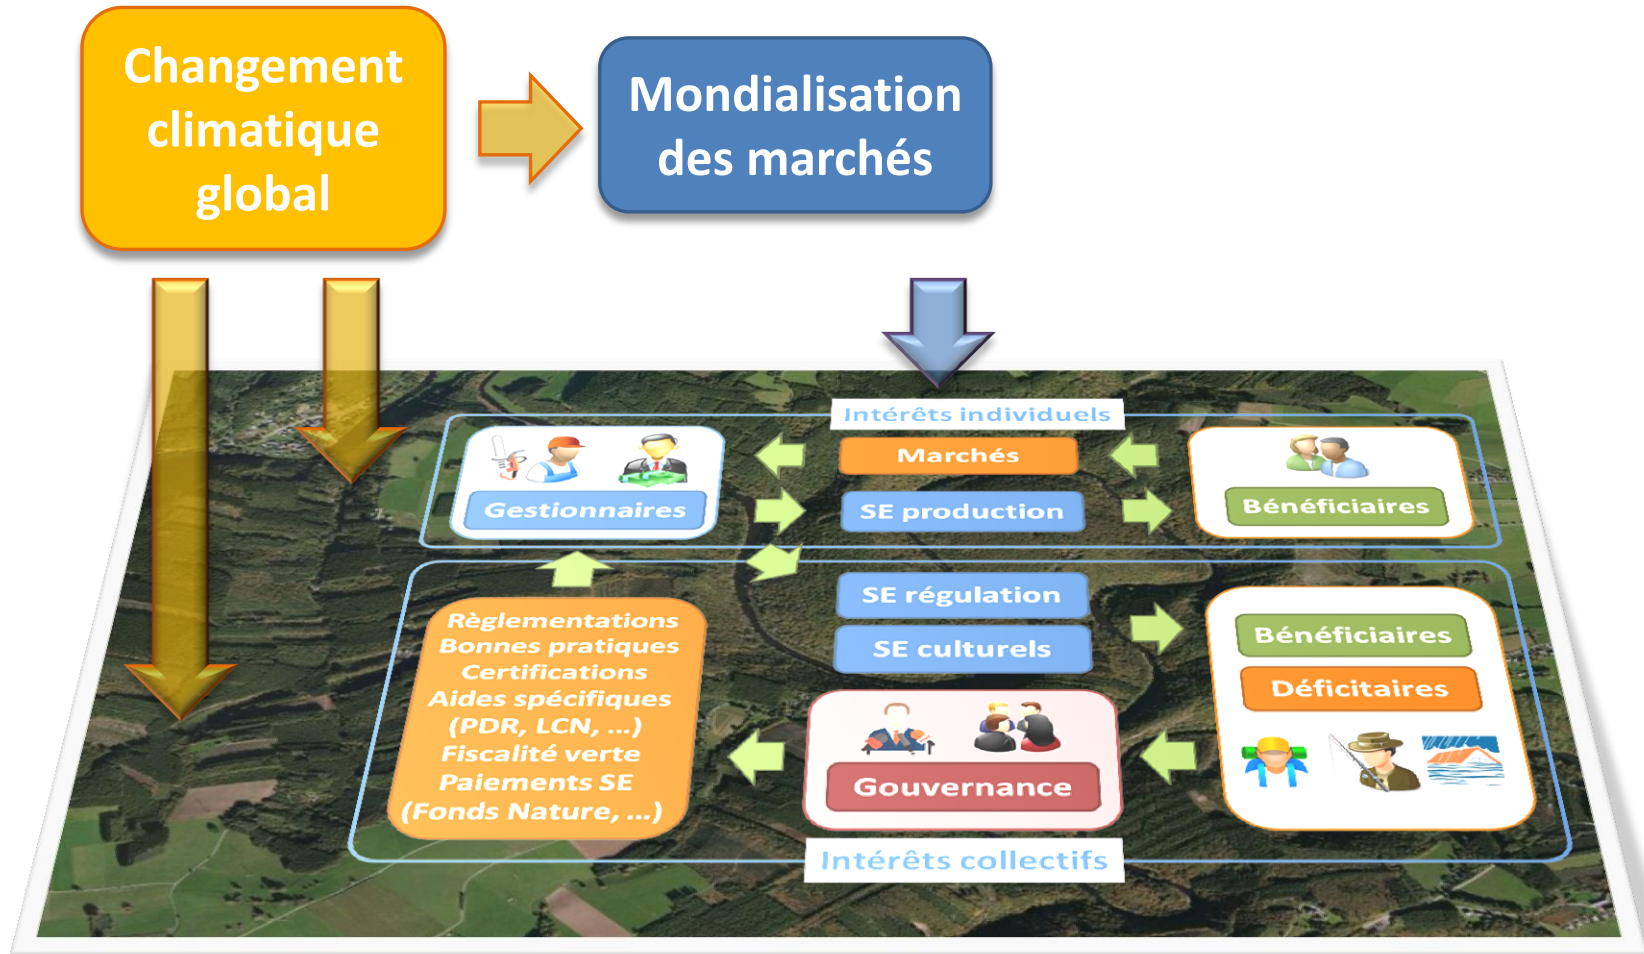 Changement
climatique
global
Mondialisation
des marchés
Intérêts individuels
Gestionnaires
Marchés
SE production
Bénéficiaires
Règlementations
Bonnes pratiques
Certifications
Aides spécifiques
(PDR, LCN, ...)
Fiscalité verte
Paiements SE
(Fonds Nature, ...)
SE régulation
SE culturels
Gouvernance
Bénéficiaires
Déficitaires
Intérêts collectifs